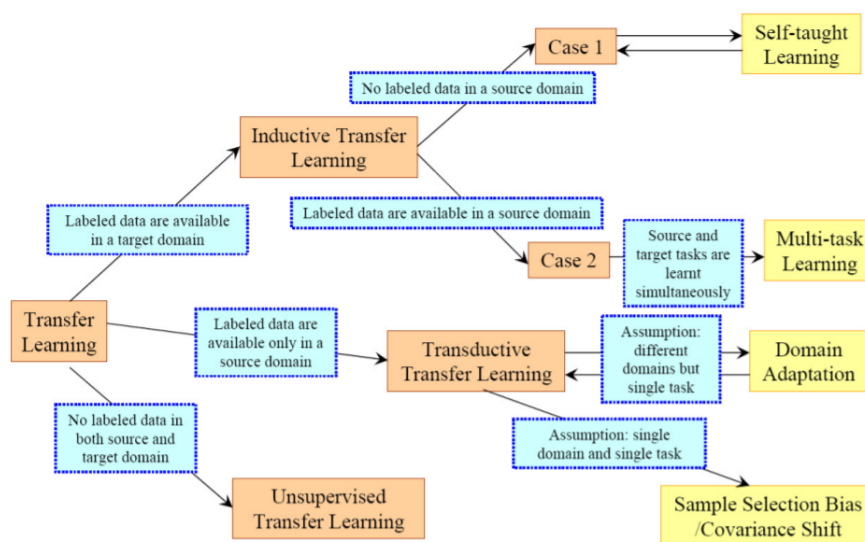 Case 1
Self-taught
Learning
No labeled data in a source domain
Inductive Transfer
Learning
Labeled data are available
in a target domain
Labeled data are available in a source domain
Case 2
Source and
target tasks are
learnt
simultaneously
Multi-task
Learning
Transfer
Learning
Labeled data are
available only in a
source domain
Transductive
Transfer Learning
Assumption:
different
domains but
single task
Domain
Adaptation
No labeled data in
both source and
target domain
Assumption: single
domain and single task
Unsupervised
Transfer Learning
Sample Selection Bias
/Covariance Shift